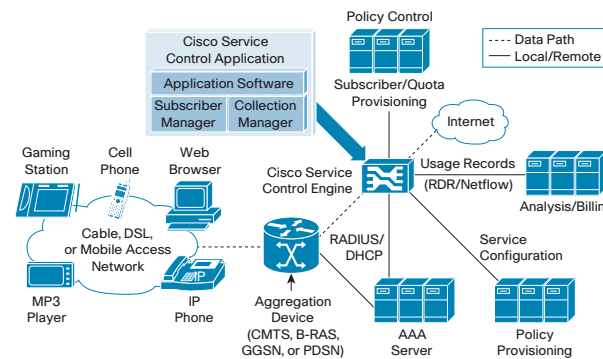 Policy Control
Cisco Service
Control Application
Application Software
Subscriber
Manager
Collection
Manager
Subscriber/Quota
Provisioning
Data Path
Local/Remote
Internet
Gaming
Station
Cell
Phone
Web
Browser
Cisco Service
Control Engine
Usage Records
(RDR/Netflow)
Analysis/Billin
Cable, DSL,
or Mobile Access
Network
RADIUS/
DHCP
Service
Configuration
MP3
Player
IP
IP
Phone
Aggregation
Device
(CMTS, B-RAS,
GGSN, or PDSN)
AAA
Server
Policy
Provisioning